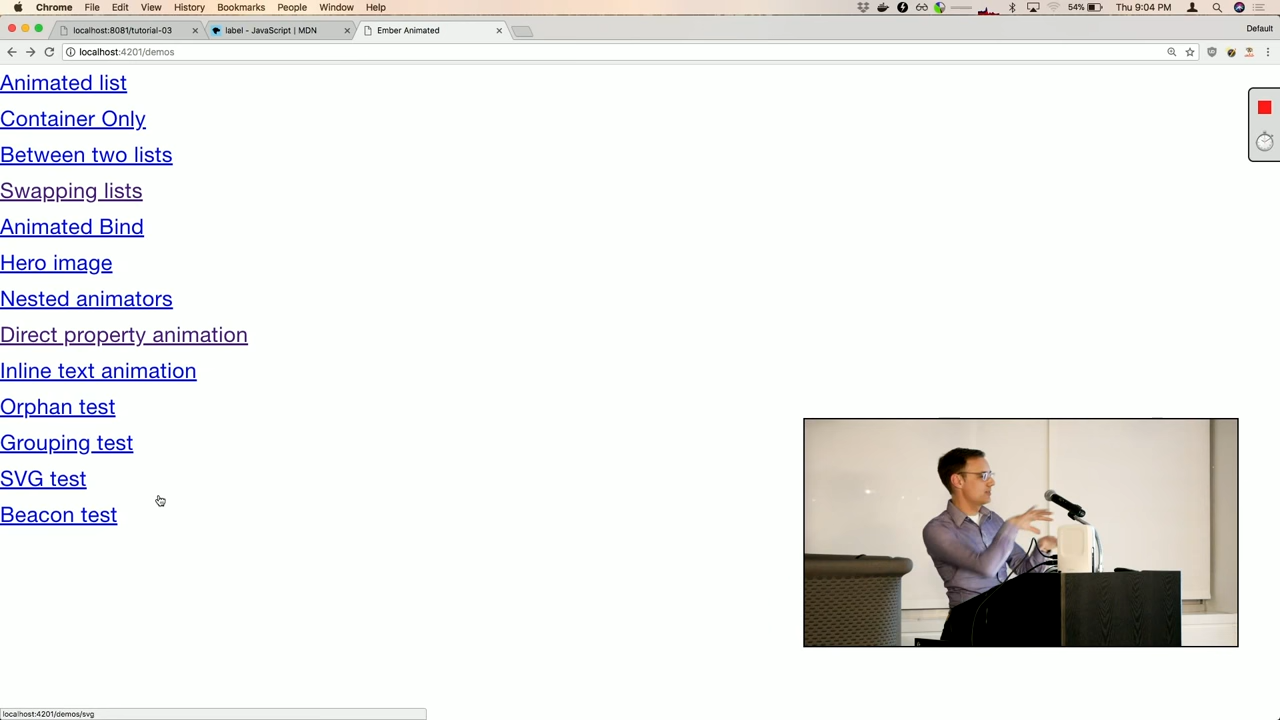 Chrome File Edit View History Bookmarks People Window Help 54% Thu 9:04 PM
localhost:8081/tutorial-03 label - JavaScript | MDN Ember Animated Default
localhost:4201/demos
Animated list
Container Only
Between two lists
Swapping lists
Animated Bind
Hero image
Nested animators
Direct property animation
Inline text animation
Orphan test
Grouping test
SVG test
Beacon test
localhost:4201/demos/svg